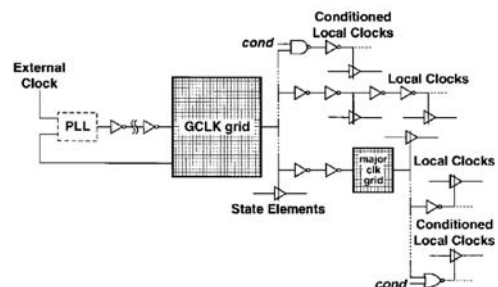 Conditioned
Local Clocks
cond
External
Clock
Local Clocks
PLL
GCLK grid
major
clk
grid
Local Clocks
State Elements
Conditioned
Local Clocks
cond